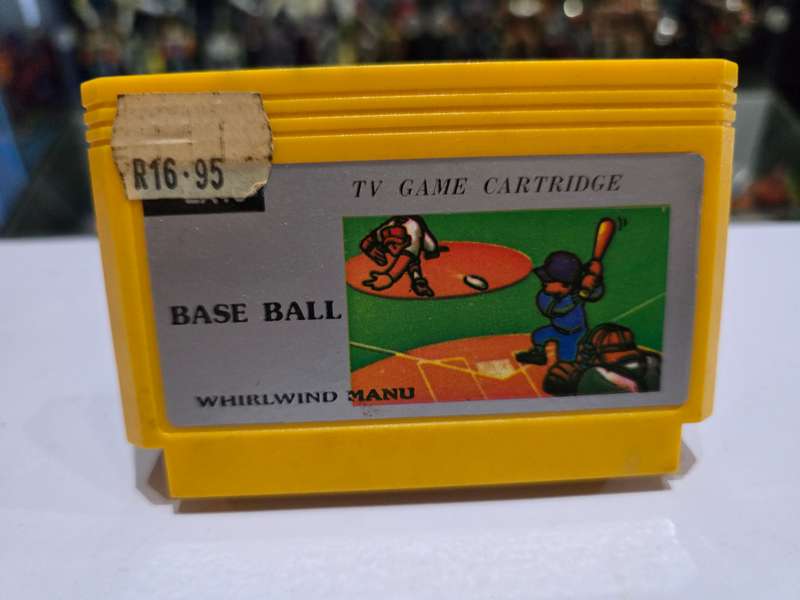 R16.95
TV GAME CARTRIDGE
BASE BALL
WHIRLWIND MANU